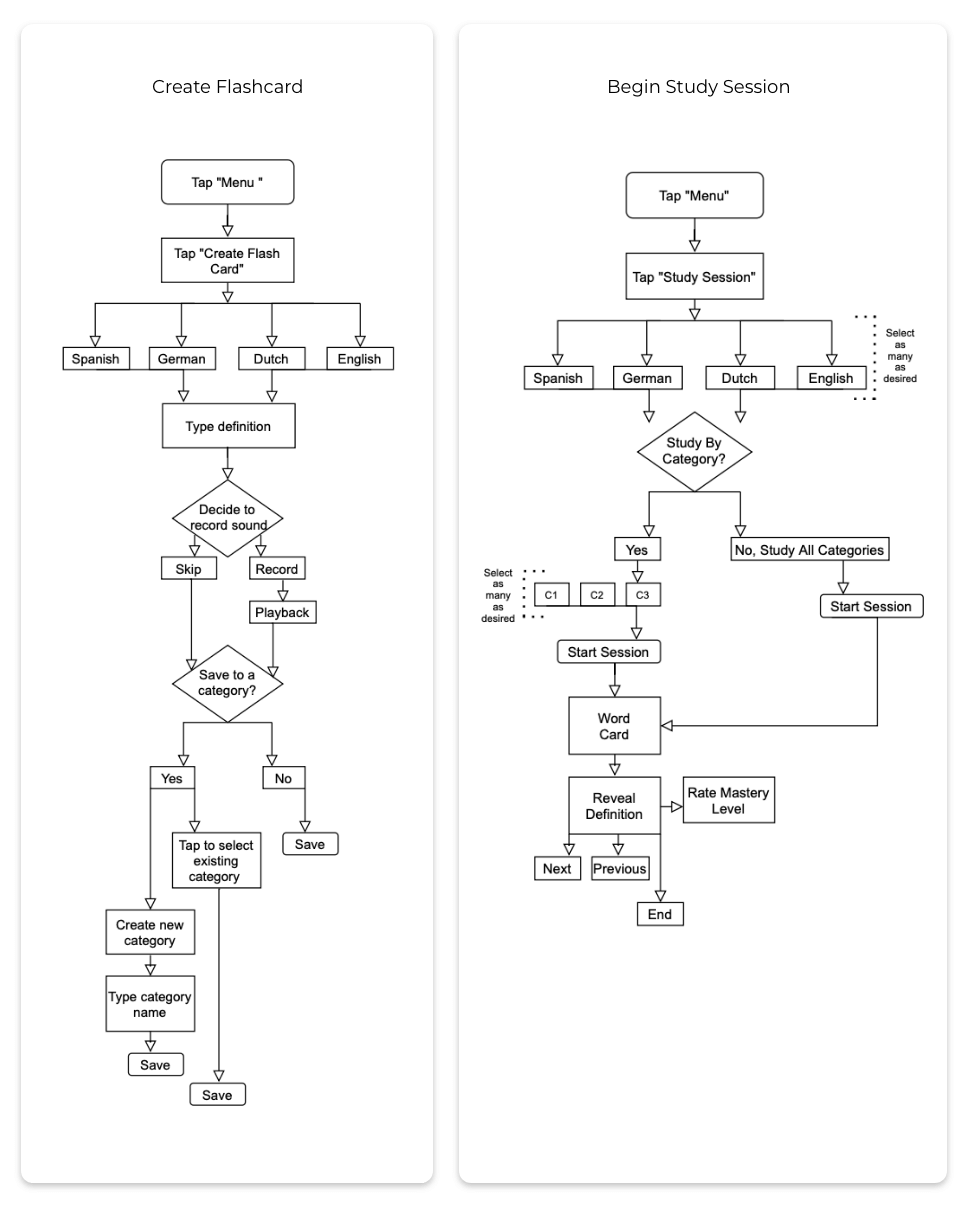 Create Flashcard
Tap "Menu "
Tap "Create Flash
Card"
Spanish
German
Dutch
English
Type definition
Decide to
record sound
Skip
Record
Playback
Save to a
category?
Yes
No
Save
Tap to select
existing
category
Create new
category
Type category
name
Save
Save
Begin Study Session
Tap "Menu"
Tap "Study Session"
Select
as
many
as
desired
Spanish
German
Dutch
English
Study By
Category?
Yes
No, Study All Categories
Select
as
many
as
desired
C1
C2
C3
Start Session
Start Session
Word
Card
Reveal
Definition
Rate Mastery
Level
Next
Previous
End